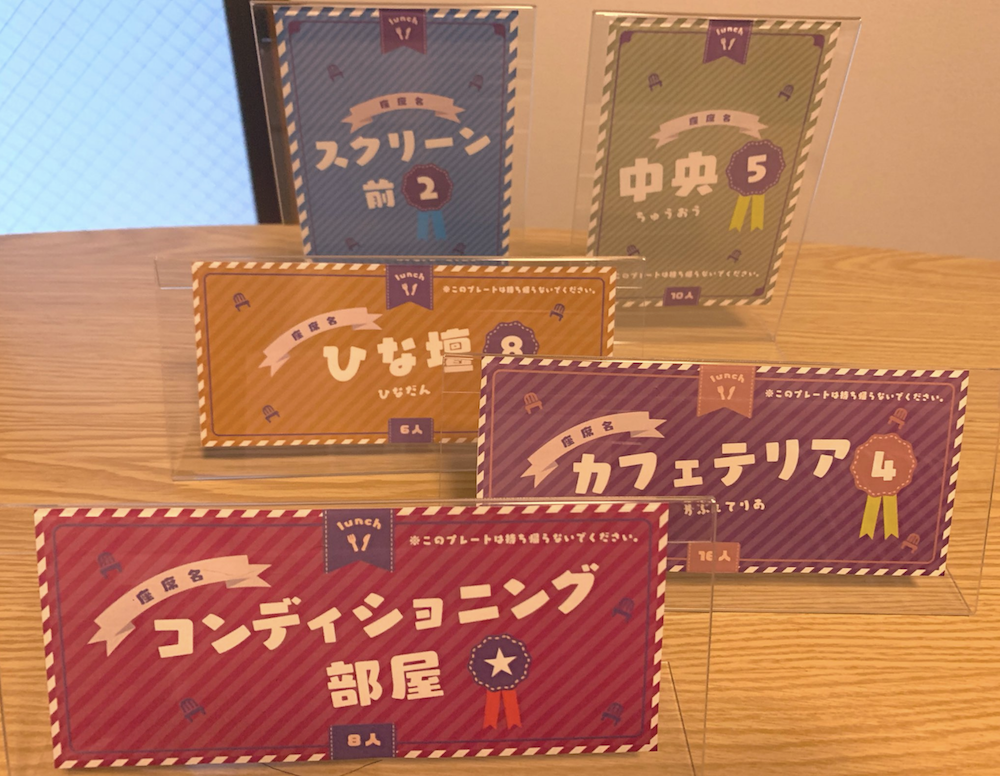 lunch
座席名
スクリーン
前 2
lunch
座席名
中央 5
ちゅうおう
このプレートは持ち帰らないでください。
10人
lunch
※このプレートは持ち帰らないでください。
座席名
ひな壇 8
ひなだん
6人
lunch
※このプレートは持ち帰らないでください。
座席名
カフェテリア 4
かふぇてりあ
16人
lunch
※このプレートは持ち帰らないでください。
座席名
コンディショニング
部屋
8人